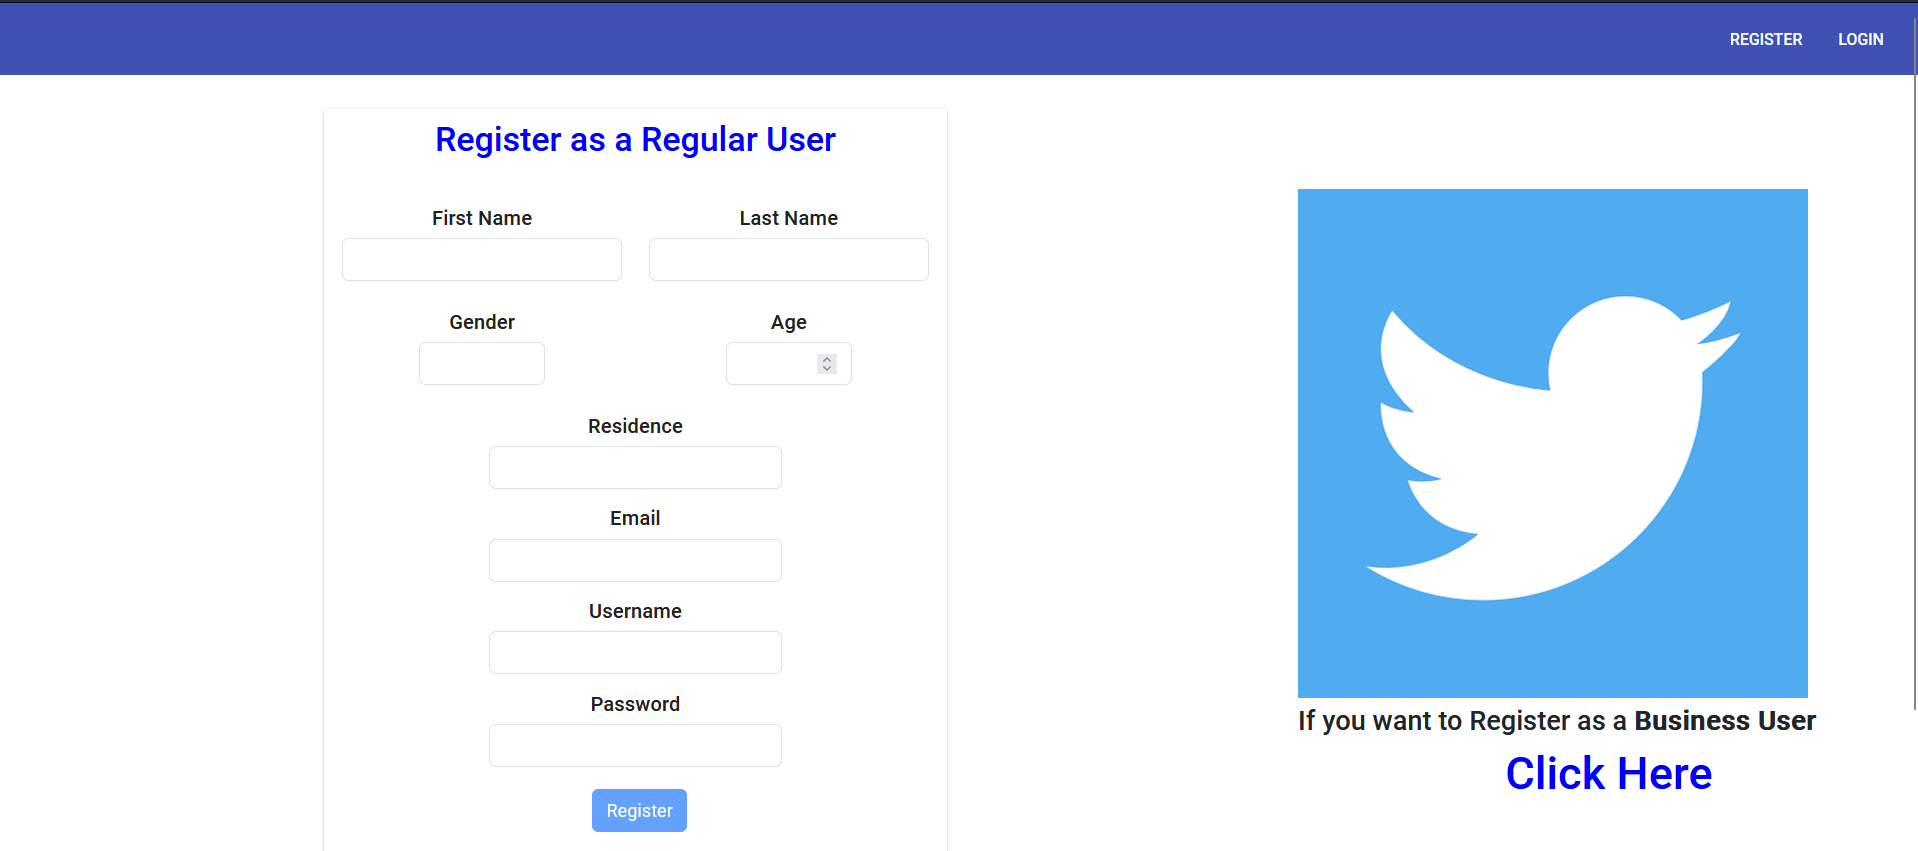 REGISTER LOGIN
Register as a Regular User
First Name Last Name
Gender Age
Residence
Email
Username
Password
Register
If you want to Register as a Business User
Click Here